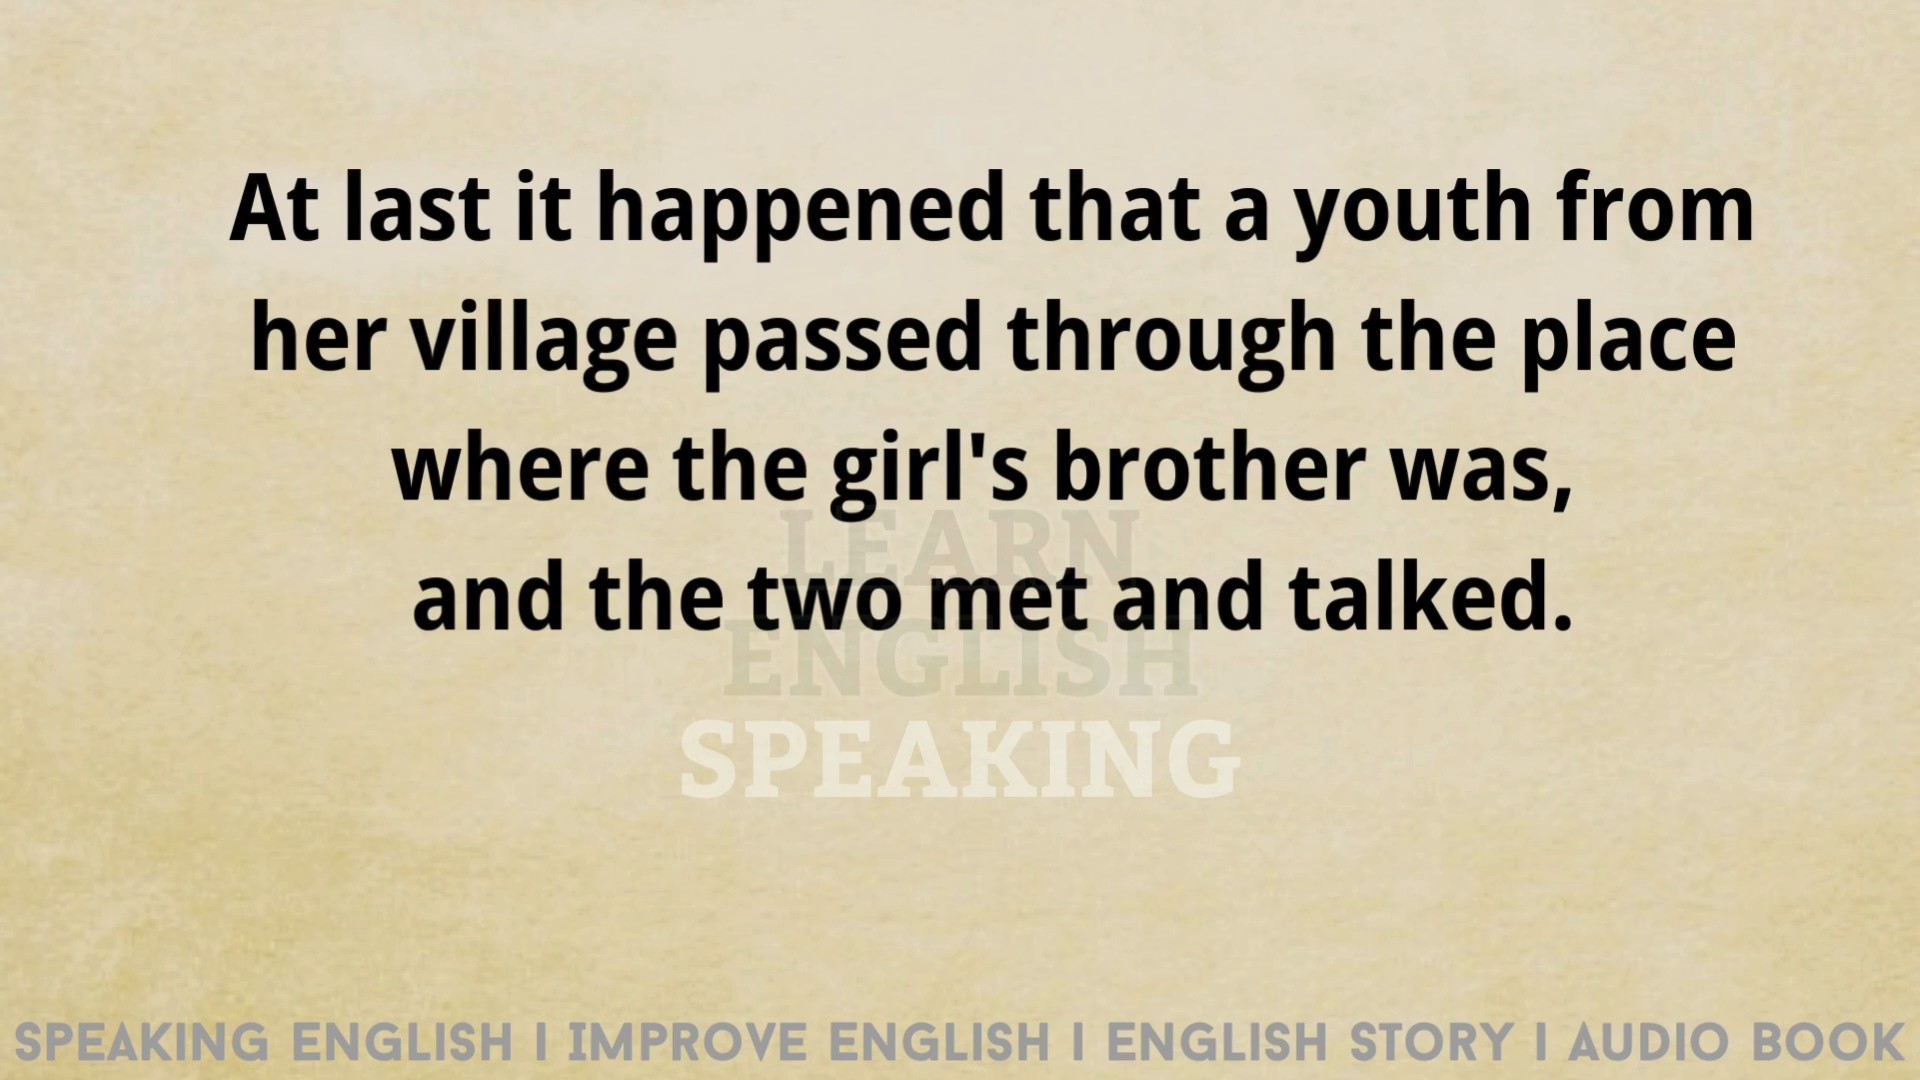 At last it happened that a youth from
her village passed through the place
where the girl's brother was,
and the two met and talked.
LEARN
ENGLISH
SPEAKING
SPEAKING ENGLISH I IMPROVE ENGLISH I ENGLISH STORY I AUDIO BOOK